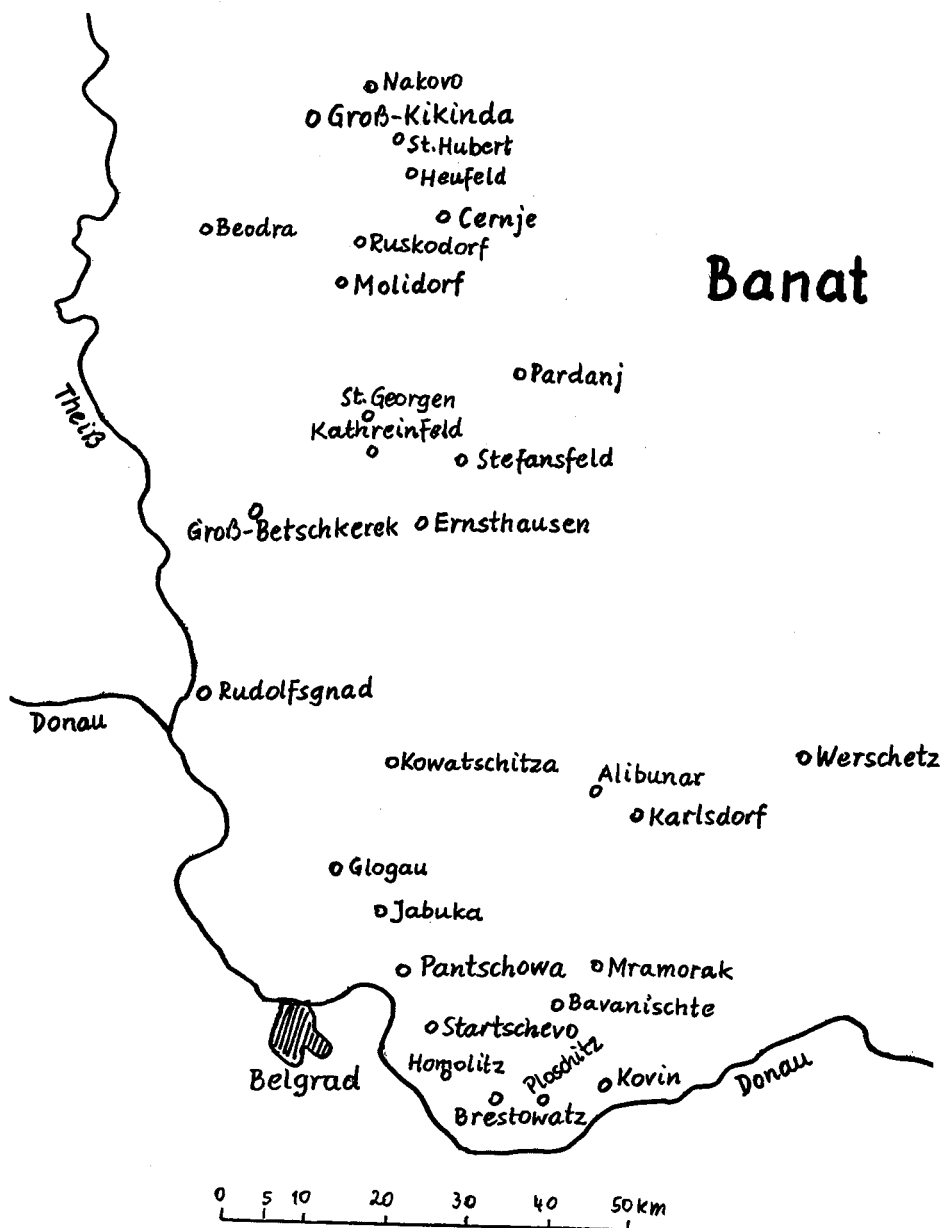 Nakovo
Groß-Kikinda
St. Hubert
Heufeld
Cernje
Beodra
Ruskodorf
Molidorf
Banat
Pardanj
Theiß
St. Georgen
Kathreinfeld
Stefansfeld
Groß-Betschkerek
Ernsthausen
Rudolfsgnad
Donau
Kowatschitza
Werschetz
Alibunar
Karlsdorf
Glogau
Jabuka
Pantschowa
Mramorak
Bavanischte
Startschevo
Homolitz
Ploschitz
Belgrad
Kovin
Donau
Brestowatz
0 5 10 20 30 40 50 km